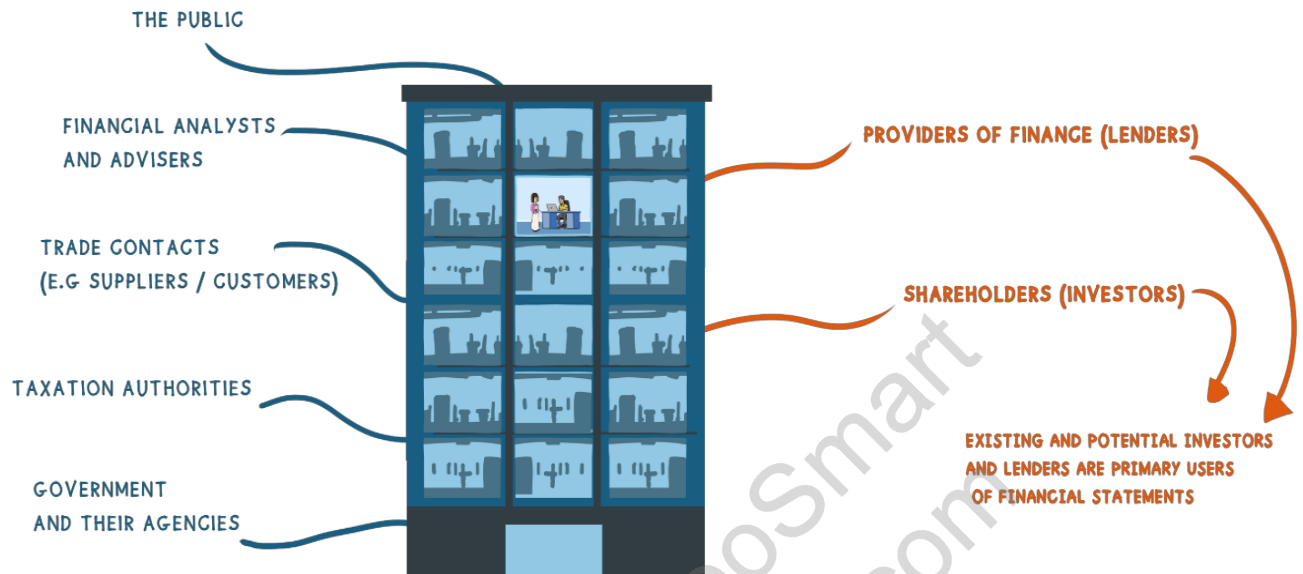 THE PUBLIC
FINANCIAL ANALYSTS
AND ADVISERS
TRADE CONTACTS
(E.G SUPPLIERS / CUSTOMERS)
TAXATION AUTHORITIES
GOVERNMENT
AND THEIR AGENCIES
PROVIDERS OF FINANCE (LENDERS)
SHAREHOLDERS (INVESTORS)
EXISTING AND POTENTIAL INVESTORS
AND LENDERS ARE PRIMARY USERS
OF FINANCIAL STATEMENTS